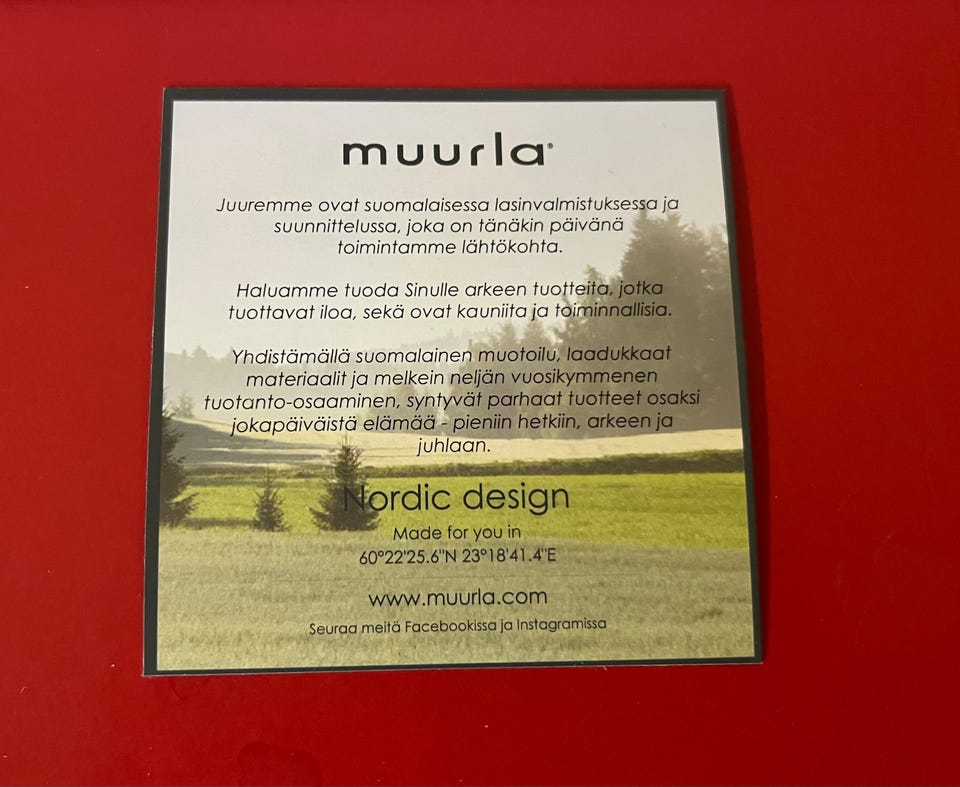 muurla®
Juuremme ovat suomalaisessa lasinvalmistuksessa ja
suunnittelussa, joka on tänäkin päivänä
toimintamme lähtökohta.
Haluamme tuoda Sinulle arkeen tuotteita, jotka
tuottavat iloa, sekä ovat kauniita ja toiminnallisia.
Yhdistämällä suomalainen muotoilu, laadukkaat
materiaalit ja melkein neljän vuosikymmenen
tuotanto-osaaminen, syntyvät parhaat tuotteet osaksi
jokapäiväistä elämää - pieniin hetkiin, arkeen ja
juhlaan.
Nordic design
Made for you in
60°22'25.6"N 23°18'41.4"E
www.muurla.com
Seuraa meitä Facebookissa ja Instagramissa